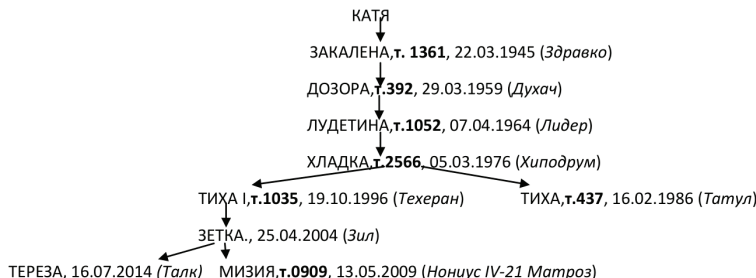 КАТЯ
ЗАКАЛЕНА,т. 1361, 22.03.1945 (Здравко)
ДОЗОРА,т.392, 29.03.1959 (Духач)
ЛУДЕТИНА,т.1052, 07.04.1964 (Лидер)
ХЛАДКА,т.2566, 05.03.1976 (Хиподрум)
ТИХА I,т.1035, 19.10.1996 (Техеран) ТИХА,т.437, 16.02.1986 (Татул)
ЗЕТКА., 25.04.2004 (Зил)
ТЕРЕЗА, 16.07.2014 (Талк) МИЗИЯ,т.0909, 13.05.2009 (Нониус IV-21 Матроз)